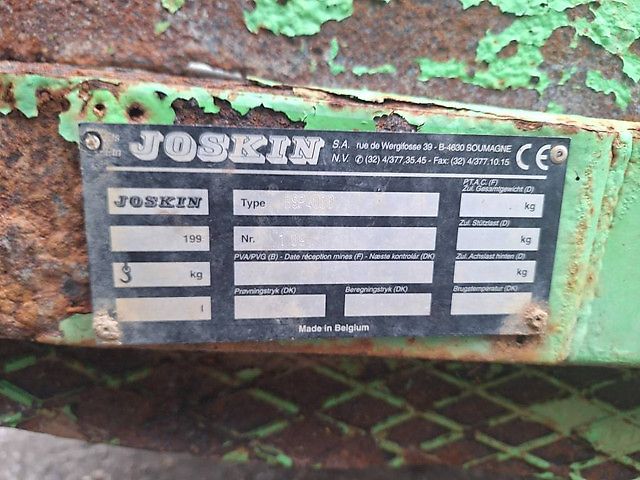 JOSKIN S.A. rue de Wergifosse 39 - B-4630 SOUMAGNE
N.V. ✆ (32) 4/377.35.45 - Fax: (32) 4/377.10.15 CE
JOSKIN
Type
P.T.A.C. (F)
Zul. Gesamtgewicht (D)
kg
199
Nr.
Zul. Stützlast (D)
kg
kg
PVA/PVG (B) - Date réception mines (F) - Næste kontrolár (DK)
Zul. Achslast hinten (D)
kg
l
Prøvningstryk (DK)
Beregningstryk (DK)
Brugstemperatur (DK)
Made in Belgium